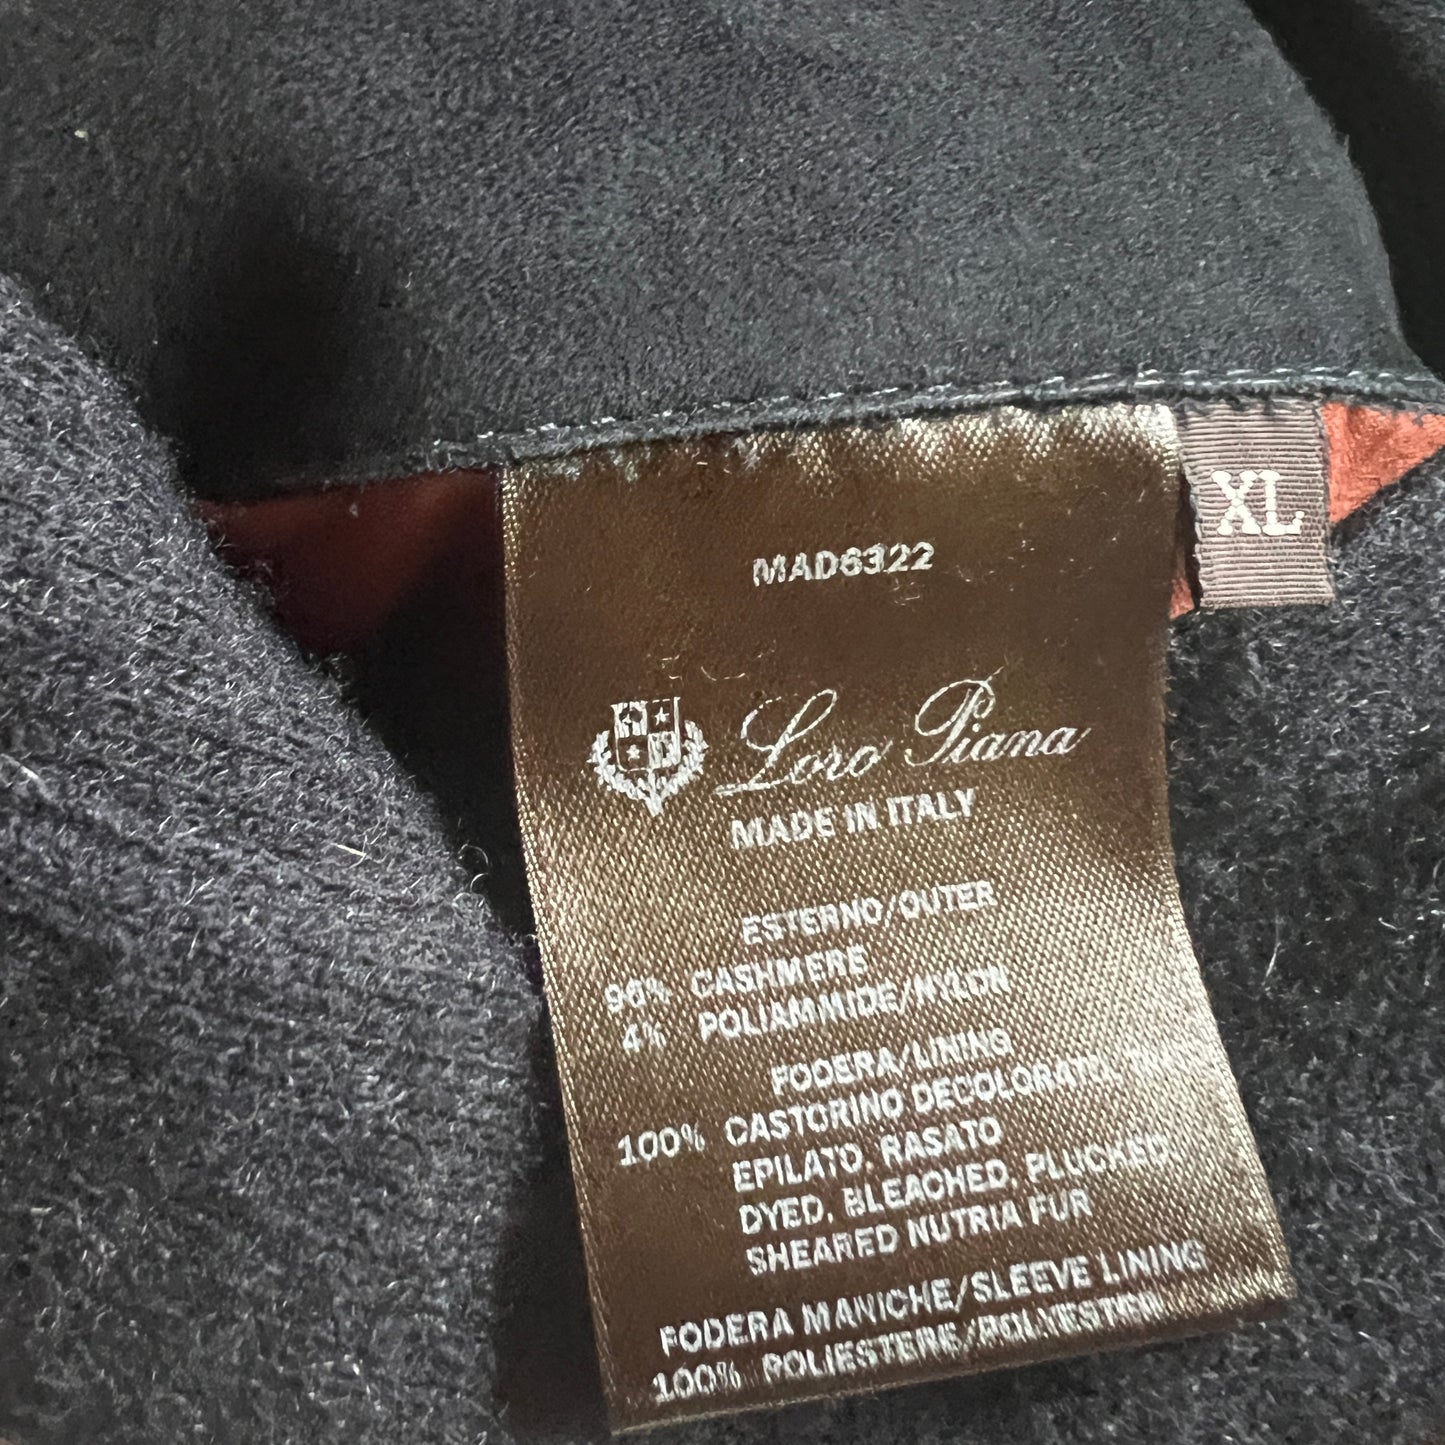 XL
MAD6322
Loro Piana
MADE IN ITALY
ESTERNO/OUTER
96% CASHMERE
4% POLIAMMIDE/NYLON
FODERA/LINING
100% CASTORINO DECOLORATO,
EPILATO, RASATO
DYED, BLEACHED, PLUCKED,
SHEARED NUTRIA FUR
FODERA MANICHE/SLEEVE LINING
100% POLIESTERE/POLYESTER